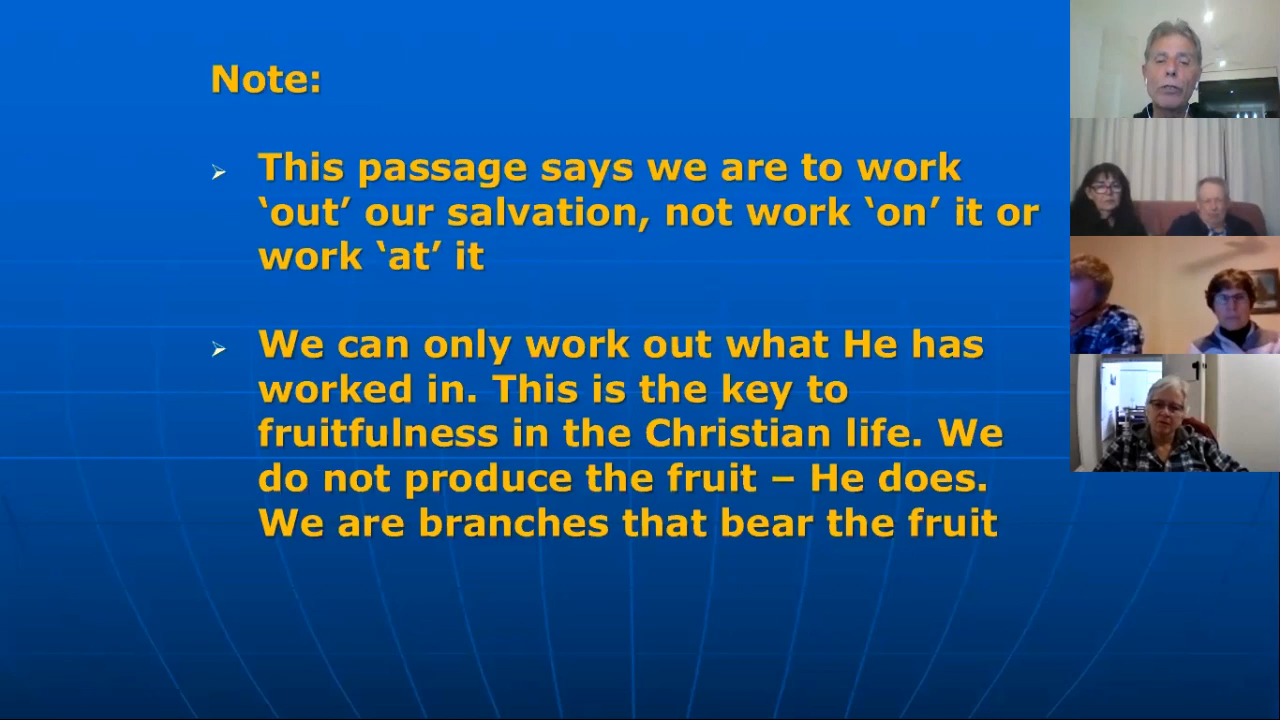 Note:
This passage says we are to work
‘out’ our salvation, not work ‘on’ it or
work ‘at’ it
We can only work out what He has
worked in. This is the key to
fruitfulness in the Christian life. We
do not produce the fruit – He does.
We are branches that bear the fruit